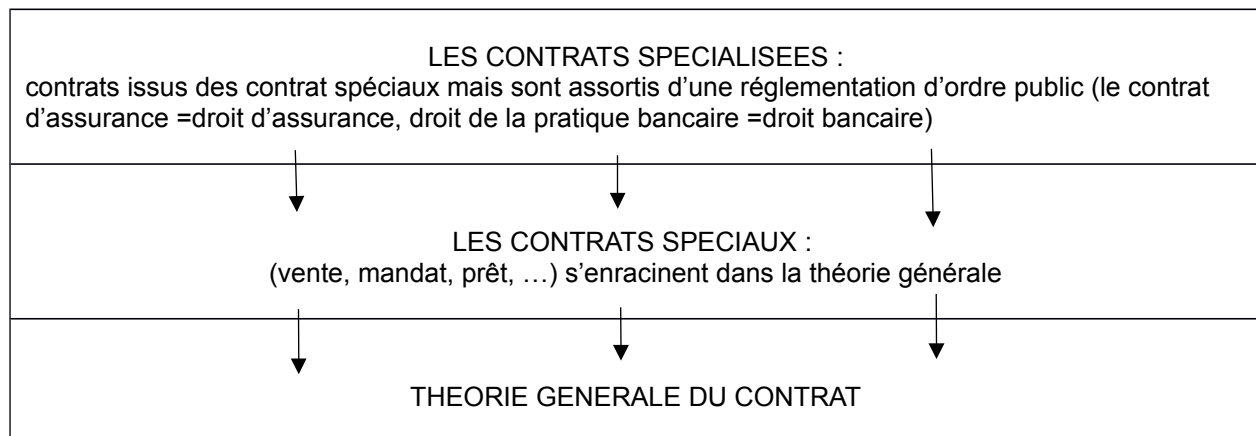 LES CONTRATS SPECIALISEES :
contrats issus des contrat spéciaux mais sont assortis d’une réglementation d’ordre public (le contrat
d’assurance =droit d’assurance, droit de la pratique bancaire =droit bancaire)
LES CONTRATS SPECIAUX :
(vente, mandat, prêt, …) s’enracinent dans la théorie générale
THEORIE GENERALE DU CONTRAT